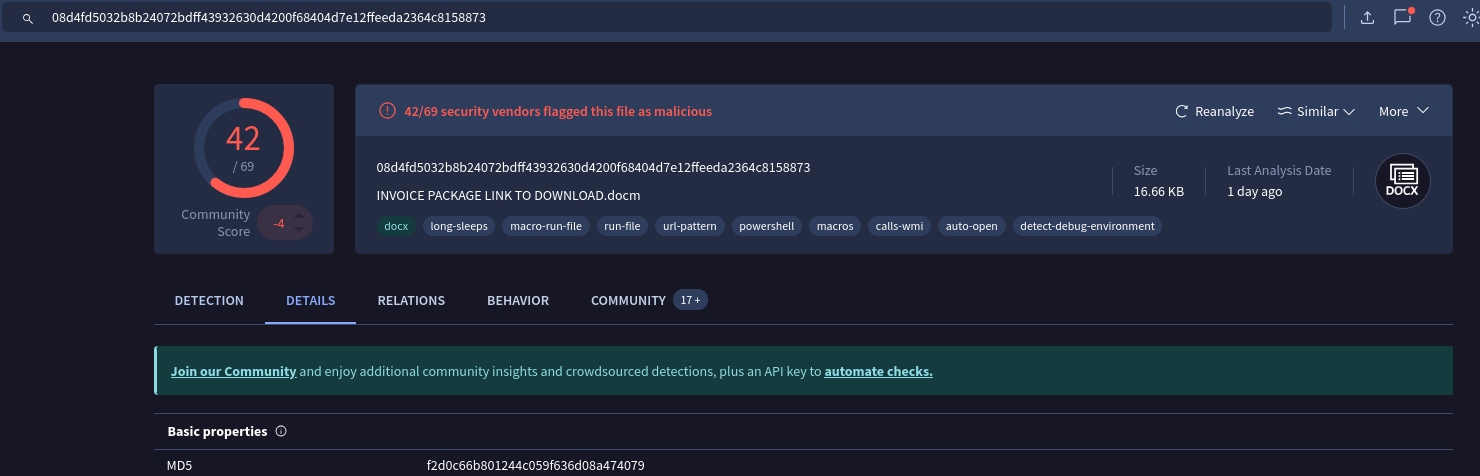 08d4fd5032b8b24072bdff43932630d4200f68404d7e12ffeeda2364c8158873
42
/ 69
Community Score
-4
42/69 security vendors flagged this file as malicious
Reanalyze
Similar
More
08d4fd5032b8b24072bdff43932630d4200f68404d7e12ffeeda2364c8158873
INVOICE PACKAGE LINK TO DOWNLOAD.docm
Size
16.66 KB
Last Analysis Date
1 day ago
DOCX
docx long-sleeps macro-run-file run-file url-pattern powershell macros calls-wmi auto-open detect-debug-environment
DETECTION DETAILS RELATIONS BEHAVIOR COMMUNITY 17 +
Join our Community and enjoy additional community insights and crowdsourced detections, plus an API key to automate checks.
Basic properties
MD5 f2d0c66b801244c059f636d08a474079